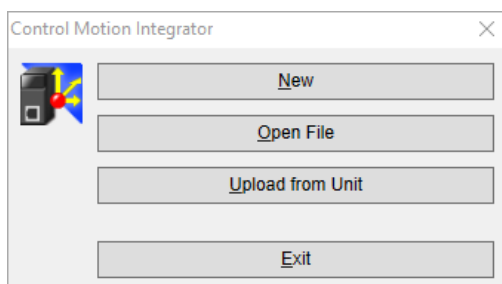 Control Motion Integrator
New
Open File
Upload from Unit
Exit